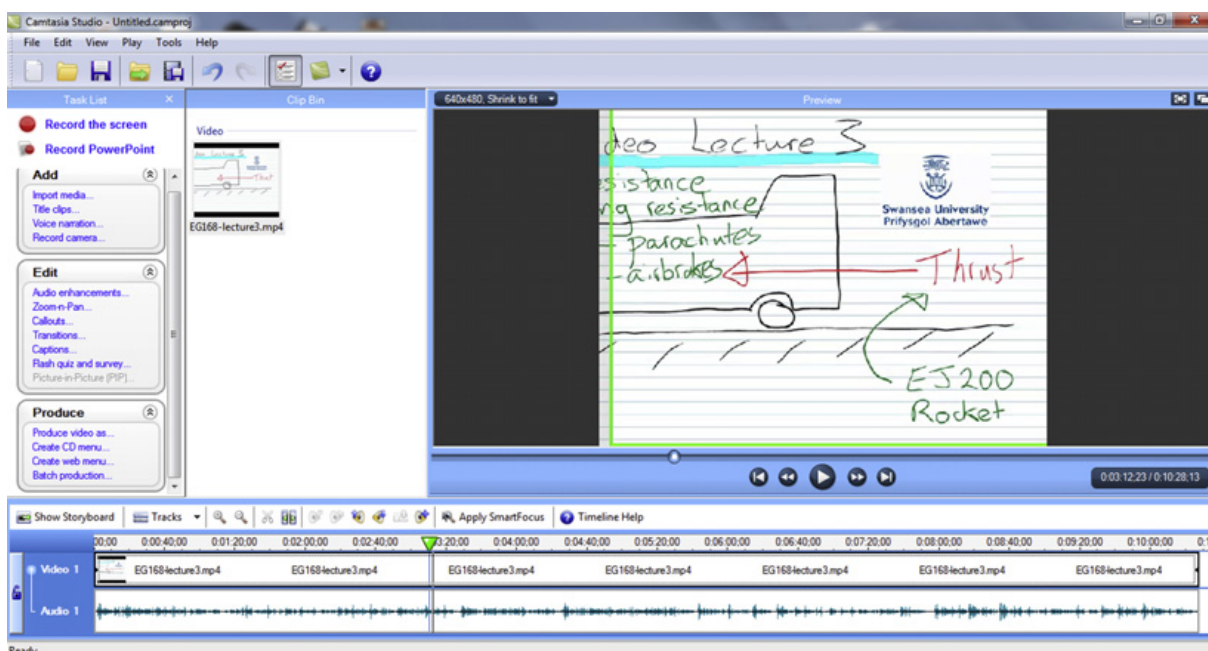 Camtasia Studio - Untitled.camproj
File Edit View Play Tools Help
Task List
Record the screen
Record PowerPoint
Add
Import media...
Title clips...
Voice narration...
Record camera...
Edit
Audio enhancements...
Zoom-n-Pan...
Callouts...
Transitions...
Captions...
Flash quiz and survey...
Picture-in-Picture (PIP)...
Produce
Produce video as...
Create CD menu...
Create web menu...
Batch production...
Clip Bin
Video
EG168-lecture3.mp4
640x480, Shrink to fit
Preview
deo Lecture 3
sistance
ng resistance
- parachutes
- airbrakes
Swansea University
Prifysgol Abertawe
Thrust
EJ200
Rocket
0:03:12;23 / 0:10:28;13
Show Storyboard Tracks Apply SmartFocus Timeline Help
00;00 0:00:40;00 0:01:20;00 0:02:00;00 0:02:40;00 3:20;00 0:04:00;00 0:04:40;00 0:05:20;00 0:06:00;00 0:06:40;00 0:07:20;00 0:08:00;00 0:08:40;00 0:09:20;00 0:10:00;00
Video 1 EG168-lecture3.mp4 EG168-lecture3.mp4 EG168-lecture3.mp4 EG168-lecture3.mp4 EG168-lecture3.mp4 EG168-lecture3.mp4 EG168-lecture3.mp4
Audio 1
Ready